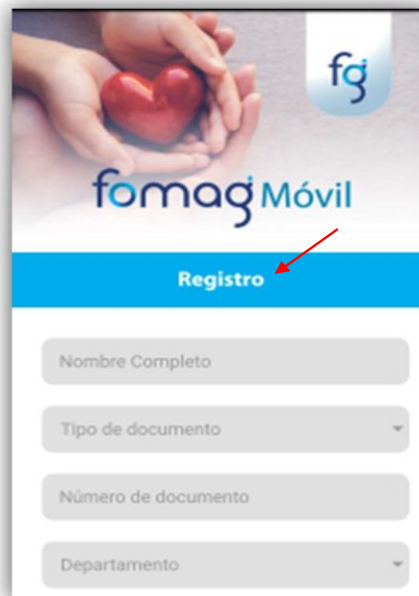 fg
fomag Móvil
Registro
Nombre Completo
Tipo de documento
Número de documento
Departamento